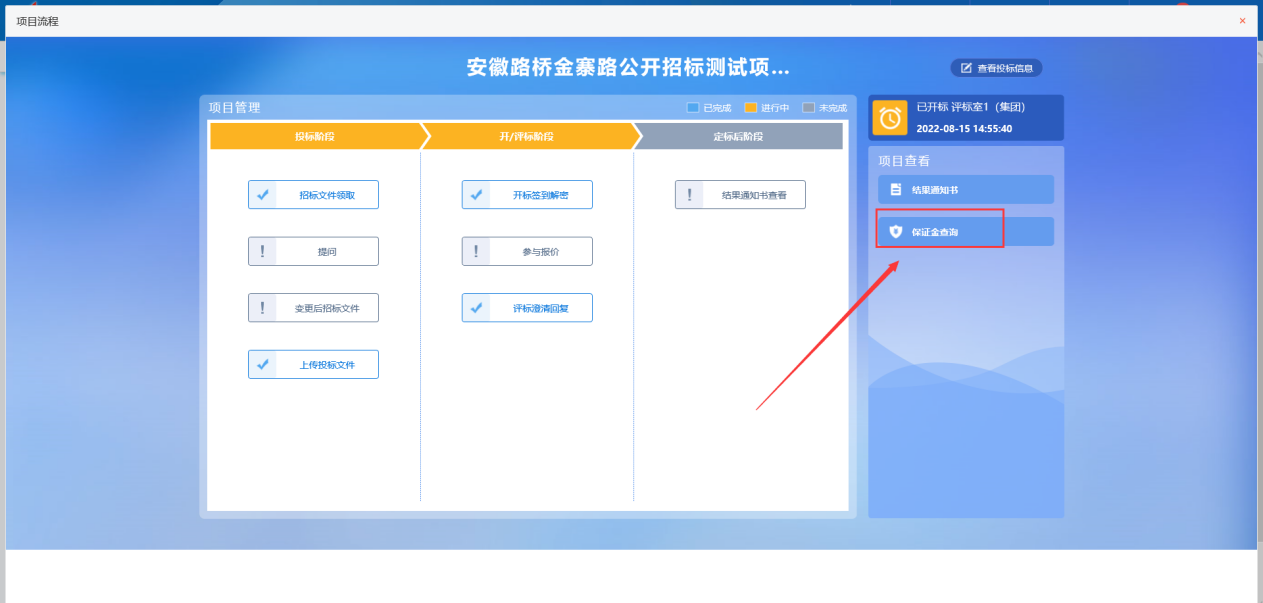 项目流程
×
安徽路桥金寨路公开招标测试项...
查看投标信息
项目管理
已完成 进行中 未完成
投标阶段 开/评标阶段 定标后阶段
招标文件领取
提问
变更后招标文件
上传投标文件
开标签到解密
参与报价
评标澄清回复
结果通知书查看
已开标 评标室1（集团）
2022-08-15 14:55:40
项目查看
结果通知书
保证金查询